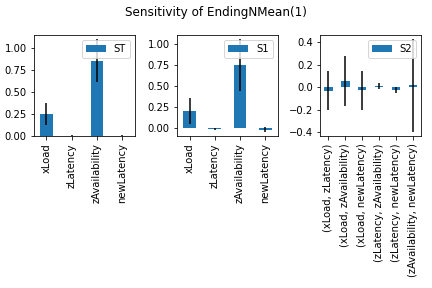 Sensitivity of EndingNMean(1)
ST
1.00
0.75
0.50
0.25
0.00
xLoad
zLatency
zAvailability
newLatency
S1
1.00
0.75
0.50
0.25
0.00
xLoad
zLatency
zAvailability
newLatency
S2
0.4
0.2
0.0
−0.2
−0.4
(xLoad, zLatency)
(xLoad, zAvailability)
(xLoad, newLatency)
(zLatency, zAvailability)
(zLatency, newLatency)
(zAvailability, newLatency)